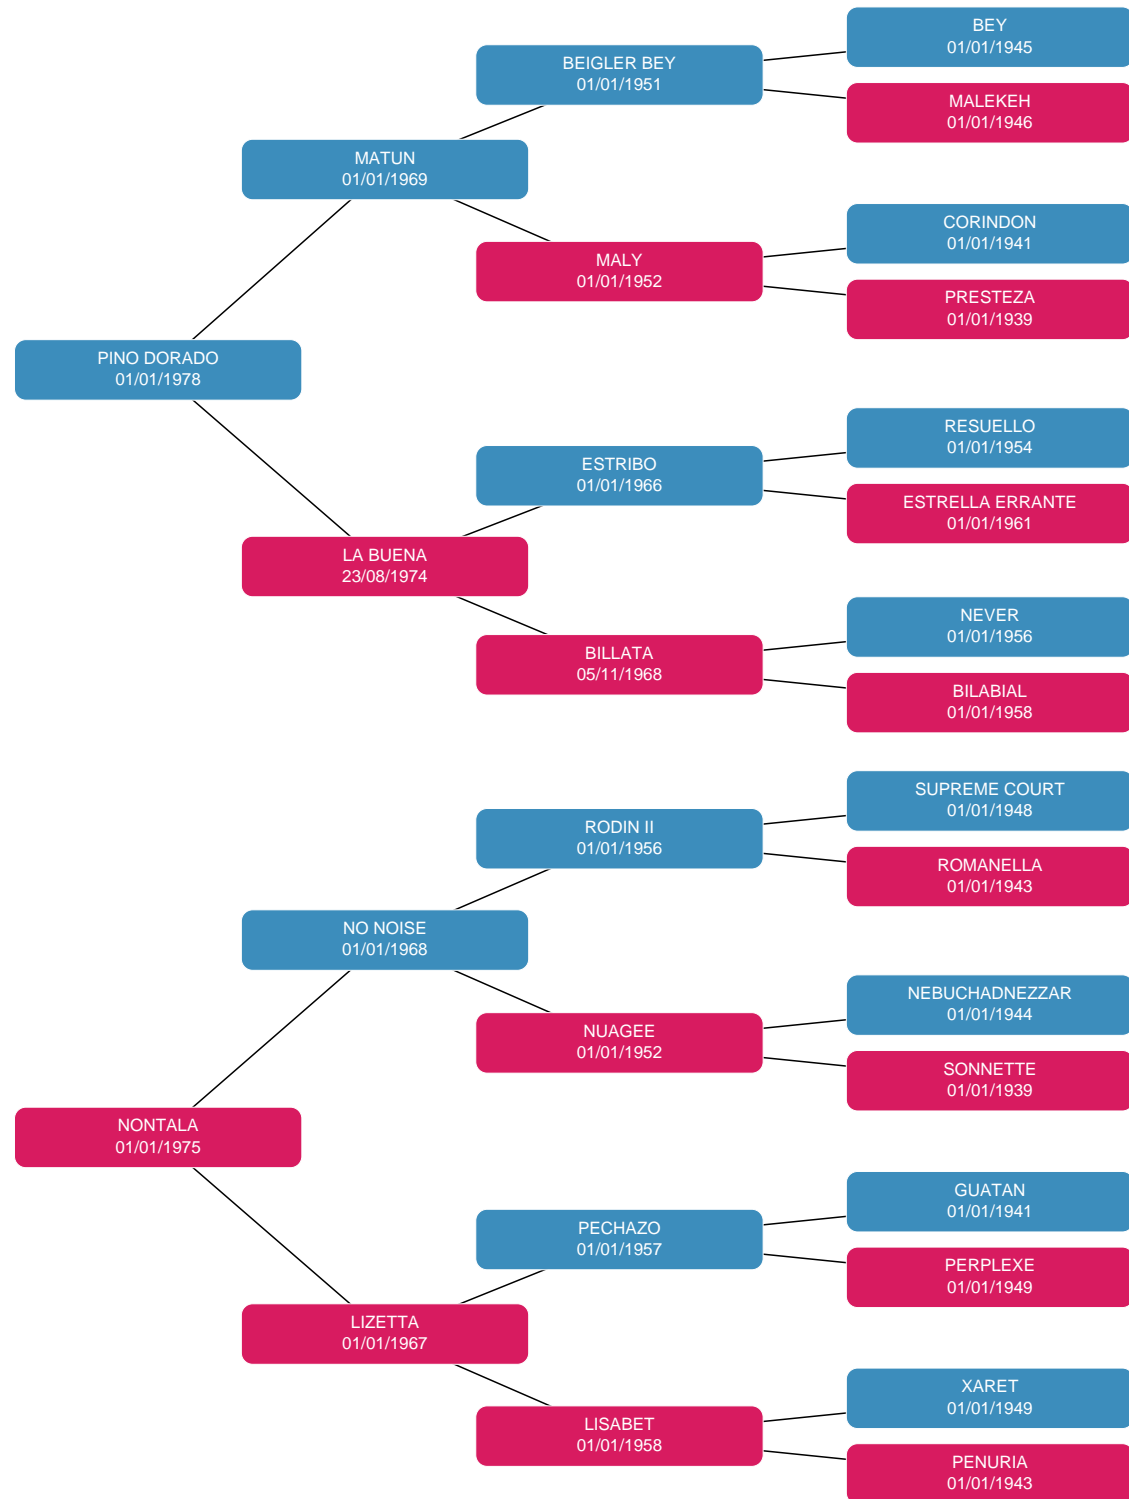 BEY
01/01/1945
BEIGLER BEY
01/01/1951
MALEKEH
01/01/1946
MATUN
01/01/1969
CORINDON
01/01/1941
MALY
01/01/1952
PRESTEZA
01/01/1939
PINO DORADO
01/01/1978
RESUELLO
01/01/1954
ESTRIBO
01/01/1966
ESTRELLA ERRANTE
01/01/1961
LA BUENA
23/08/1974
NEVER
01/01/1956
BILLATA
05/11/1968
BILABIAL
01/01/1958
SUPREME COURT
01/01/1948
RODIN II
01/01/1956
ROMANELLA
01/01/1943
NO NOISE
01/01/1968
NEBUCHADNEZZAR
01/01/1944
NUAGEE
01/01/1952
SONNETTE
01/01/1939
NONTALA
01/01/1975
GUATAN
01/01/1941
PECHAZO
01/01/1957
PERPLEXE
01/01/1949
LIZETTA
01/01/1967
XARET
01/01/1949
LISABET
01/01/1958
PENURIA
01/01/1943